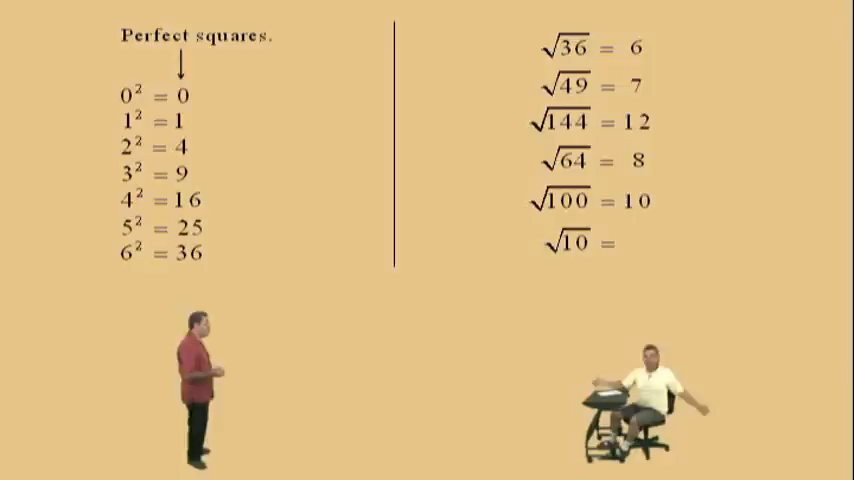 Perfect squares.
0² = 0
1² = 1
2² = 4
3² = 9
4² = 16
5² = 25
6² = 36
√36 = 6
√49 = 7
√144 = 12
√64 = 8
√100 = 10
√10 =